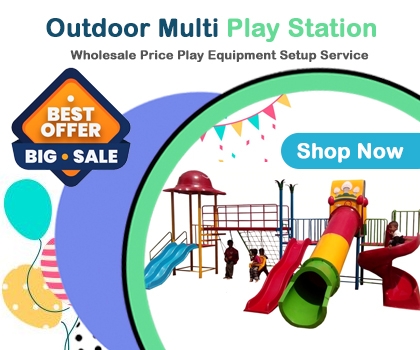 Outdoor Multi Play Station
Wholesale Price Play Equipment Setup Service
BEST
OFFER
BIG • SALE
Shop Now